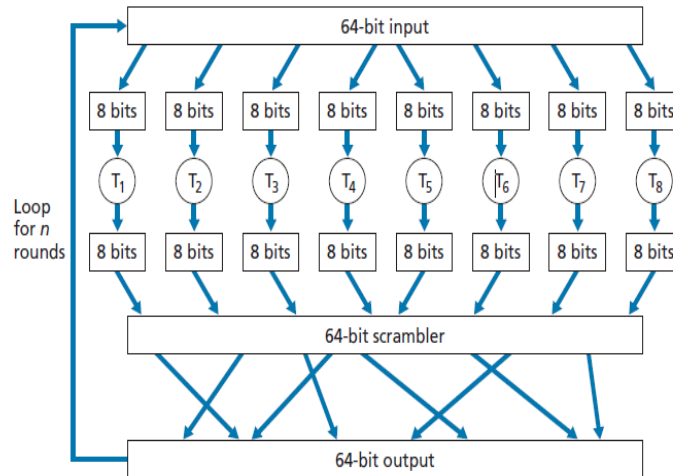 64-bit input
8 bits 8 bits 8 bits 8 bits 8 bits 8 bits 8 bits 8 bits
T1 T2 T3 T4 T5 T6 T7 T8
Loop
for n
rounds
8 bits 8 bits 8 bits 8 bits 8 bits 8 bits 8 bits 8 bits
64-bit scrambler
64-bit output